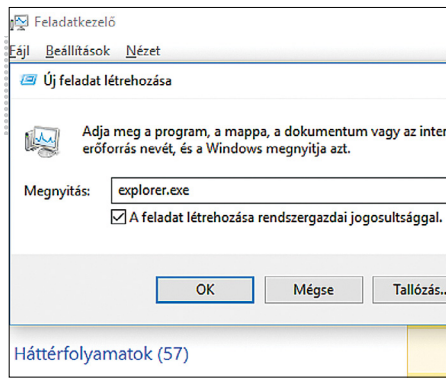 Feladatkezelő
Fájl Beállítások Nézet
Új feladat létrehozása
Adja meg a program, a mappa, a dokumentum vagy az inter
erőforrás nevét, és a Windows megnyitja azt.
Megnyitás: explorer.exe
A feladat létrehozása rendszergazdai jogosultsággal.
OK Mégse Tallózás..
Háttérfolyamatok (57)